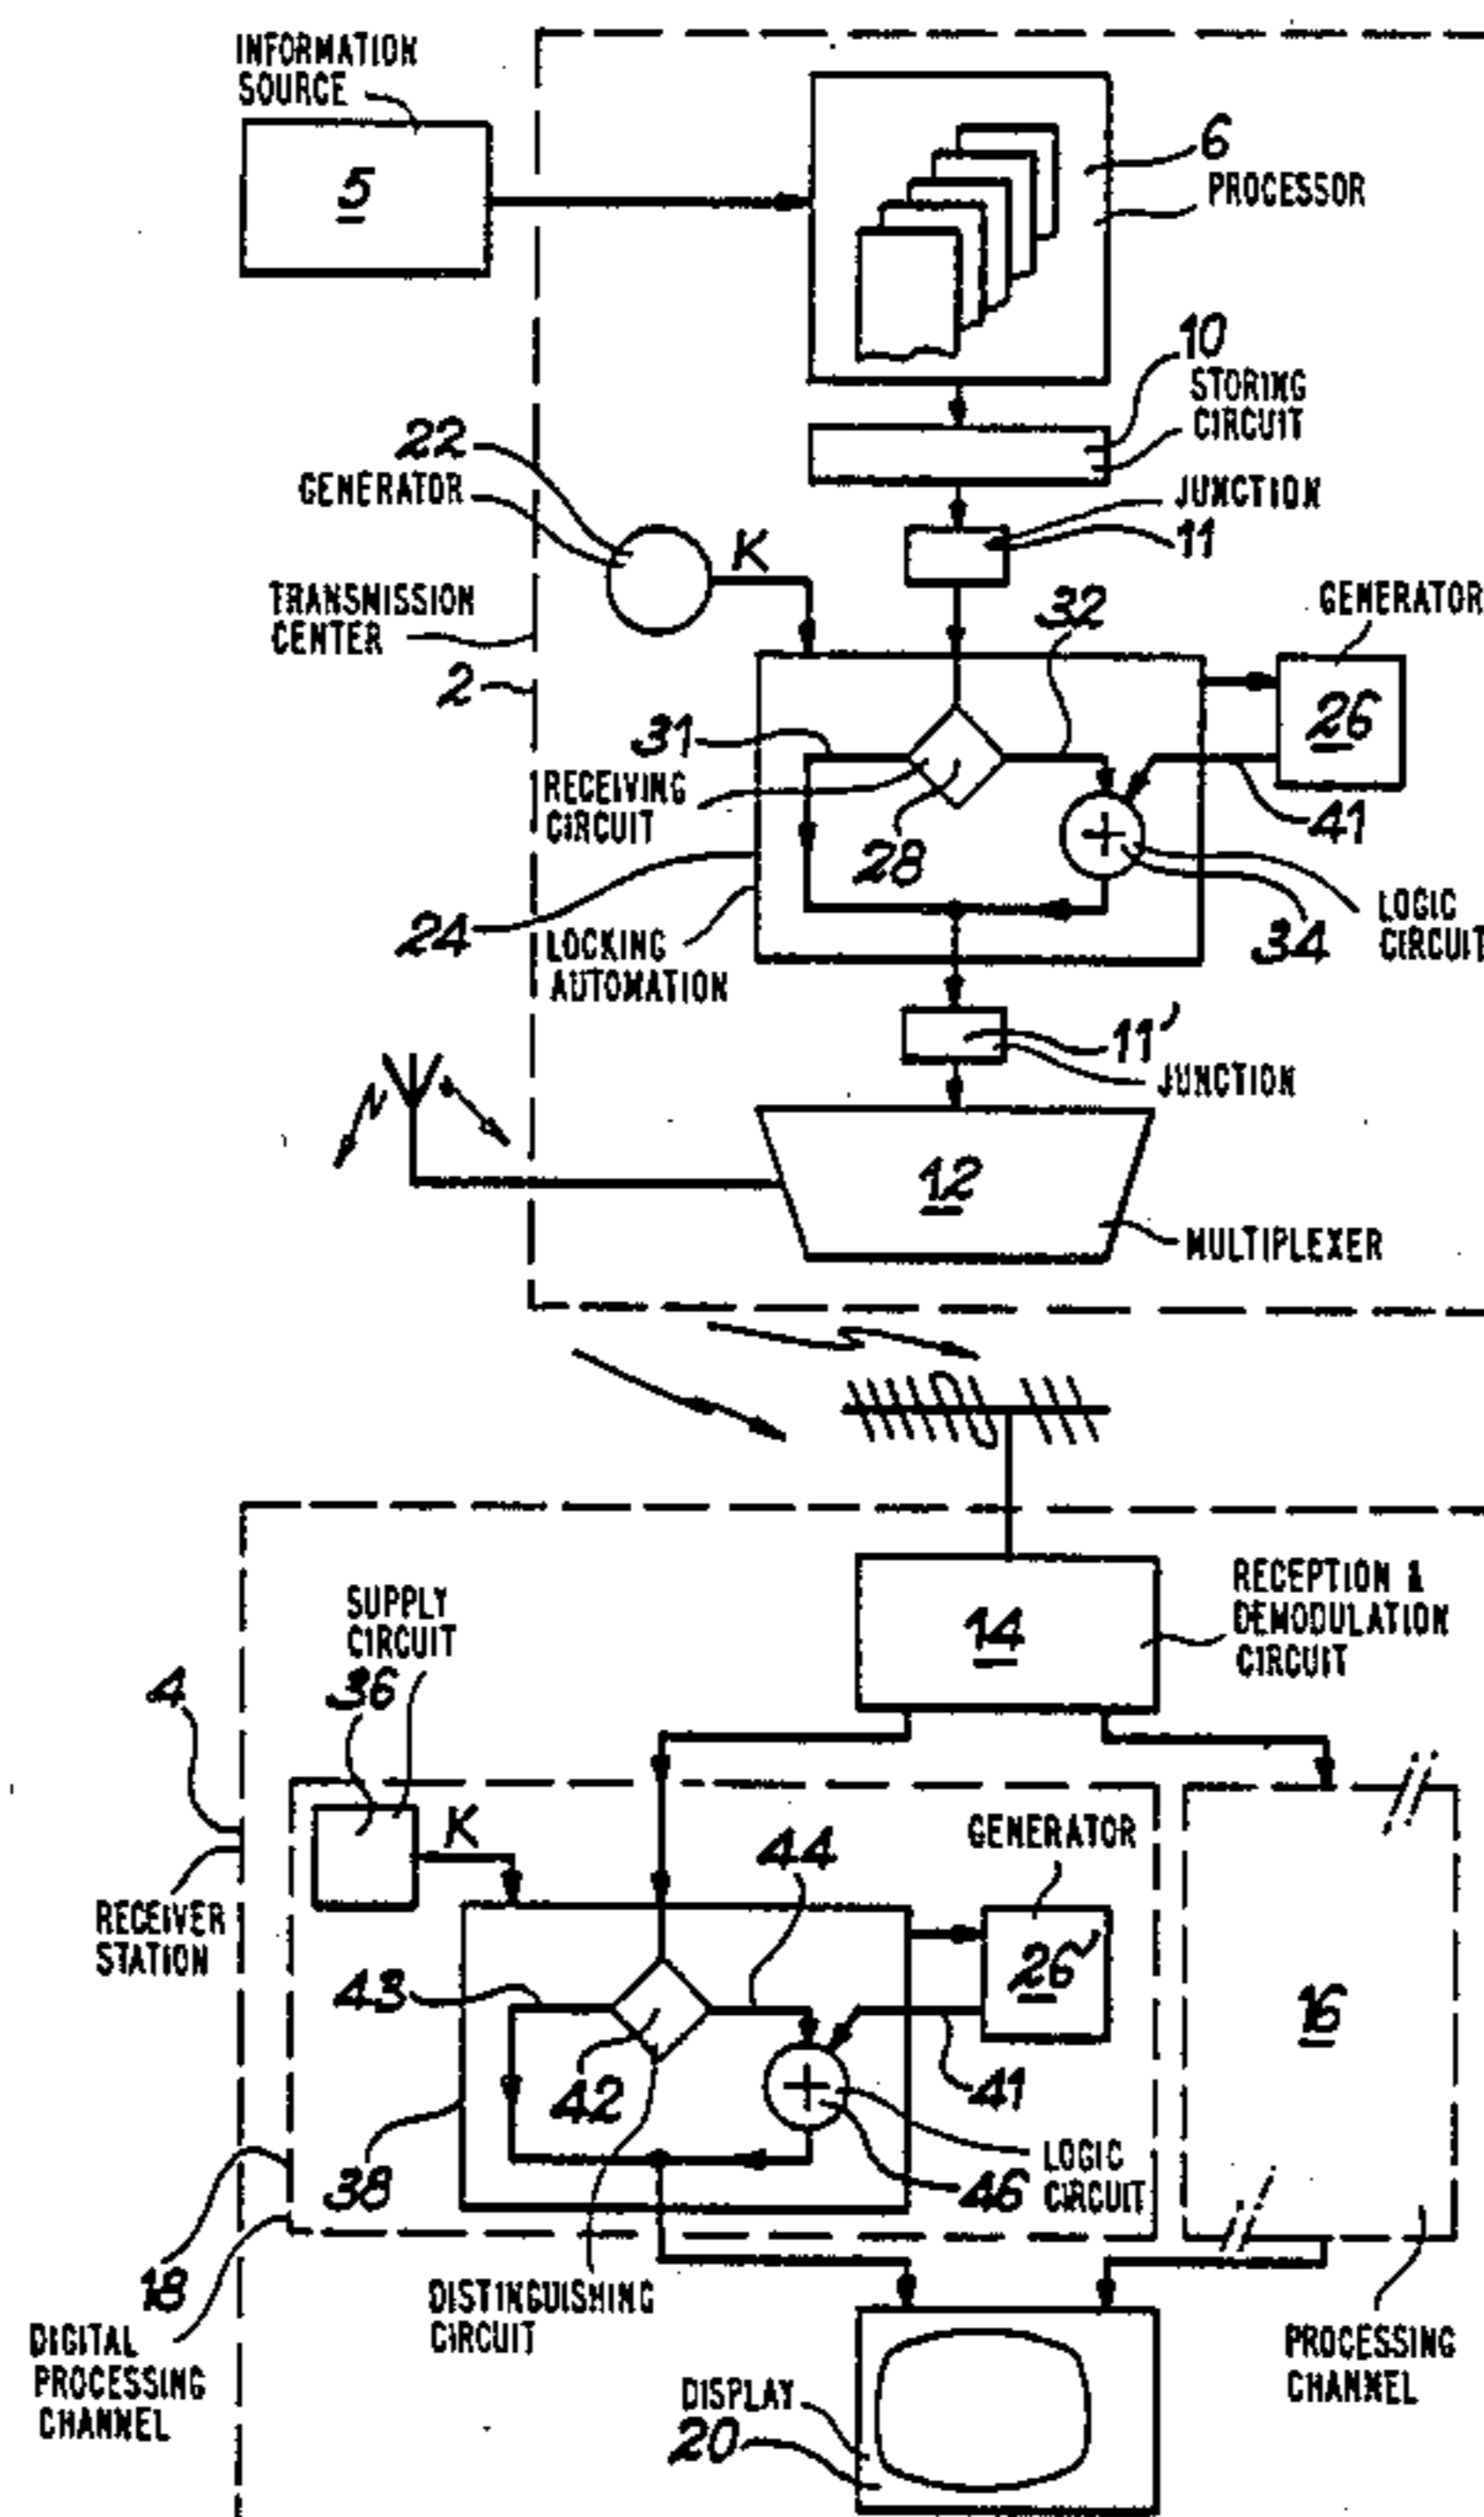 INFORMATION
SOURCE
5
6
PROCESSOR
10
STORING
CIRCUIT
22
GENERATOR
K
JUNCTION
11
TRANSMISSION
CENTER
2
32
GENERATOR
26
31
RECEIVING
CIRCUIT
28
41
24
LOCKING
AUTOMATION
34
LOGIC
CIRCUIT
11'
JUNCTION
12
MULTIPLEXER
14
RECEPTION &
DEMODULATION
CIRCUIT
SUPPLY
CIRCUIT
36
4
K
44
GENERATOR
RECEIVER
STATION
26'
16
43
42
41
38
46
LOGIC
CIRCUIT
18
DIGITAL
PROCESSING
CHANNEL
DISTINGUISHING
CIRCUIT
PROCESSING
CHANNEL
DISPLAY
20